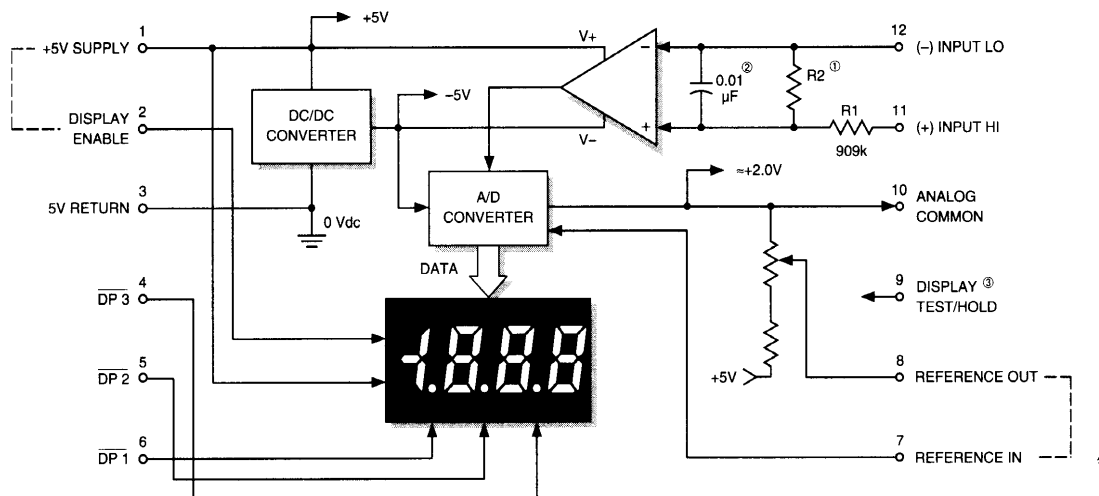 1
+5V SUPPLY
+5V
V+
12
(–) INPUT LO
0.01 ②
µF
R2 ①
–5V
2
DISPLAY
ENABLE
DC/DC
CONVERTER
–
+
V–
R1
909k
11
(+) INPUT HI
≈+2.0V
3
5V RETURN
0 Vdc
A/D
CONVERTER
10
ANALOG
COMMON
DATA
4
DP 3
9
DISPLAY ③
TEST/HOLD
5
DP 2
-1.8.8.8
+5V
8
REFERENCE OUT
6
DP 1
7
REFERENCE IN